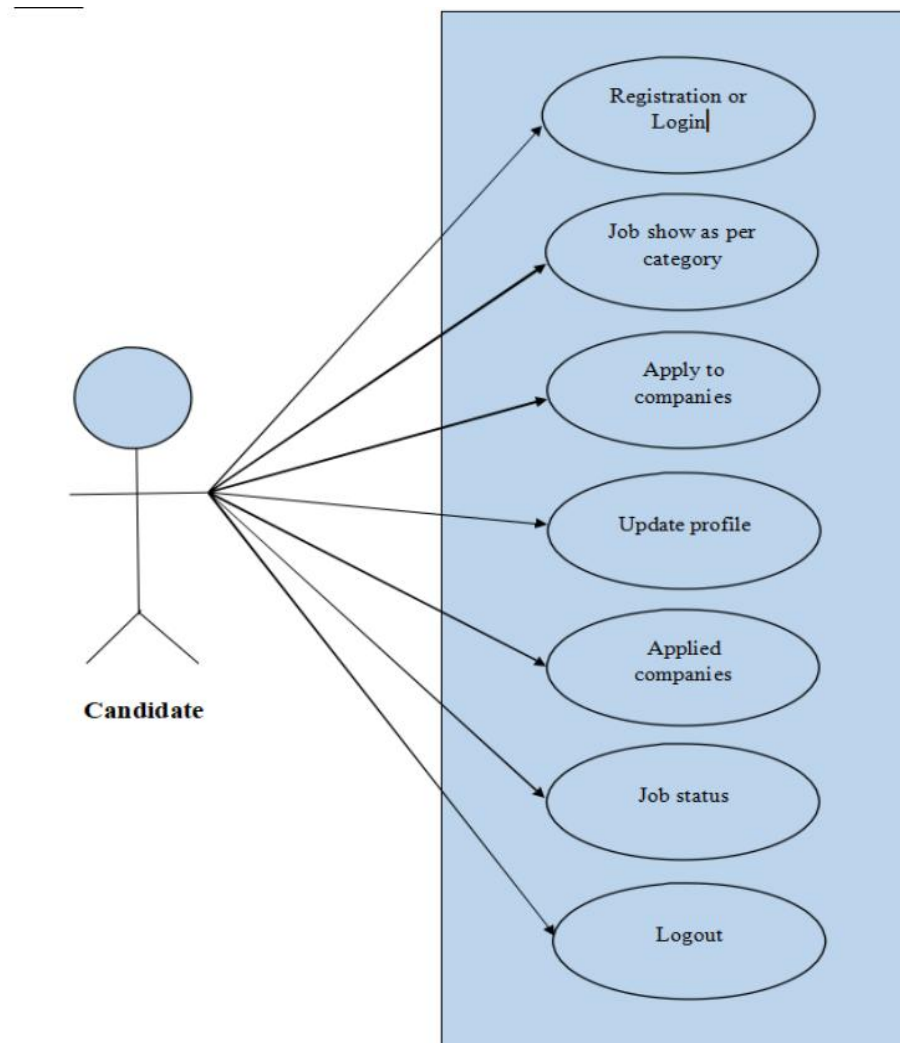 Registration or
Login
Job show as per
category
Apply to
companies
Update profile
Applied
companies
Candidate
Job status
Logout